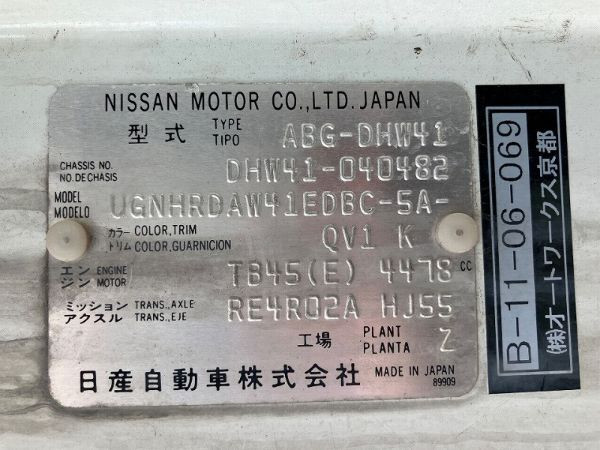 NISSAN MOTOR CO.,LTD. JAPAN
型式 TYPE TIPO ABG-DHW41
CHASSIS NO. NO. DE CHASIS DHW41-040482
MODEL MODELO UGNHRDAW41EDBC-5A-
カラー COLOR,TRIM QV1 K
トリム COLOR,GUARNICION
エンジン ENGINE MOTOR TB45(E) 4478 cc
ミッション TRANS.,AXLE RE4R02A HJ55
アクスル TRANS.,EJE
工場 PLANT PLANTA Z
日産自動車株式会社 MADE IN JAPAN
89909
B-11-06-069
㈱オートワークス京都